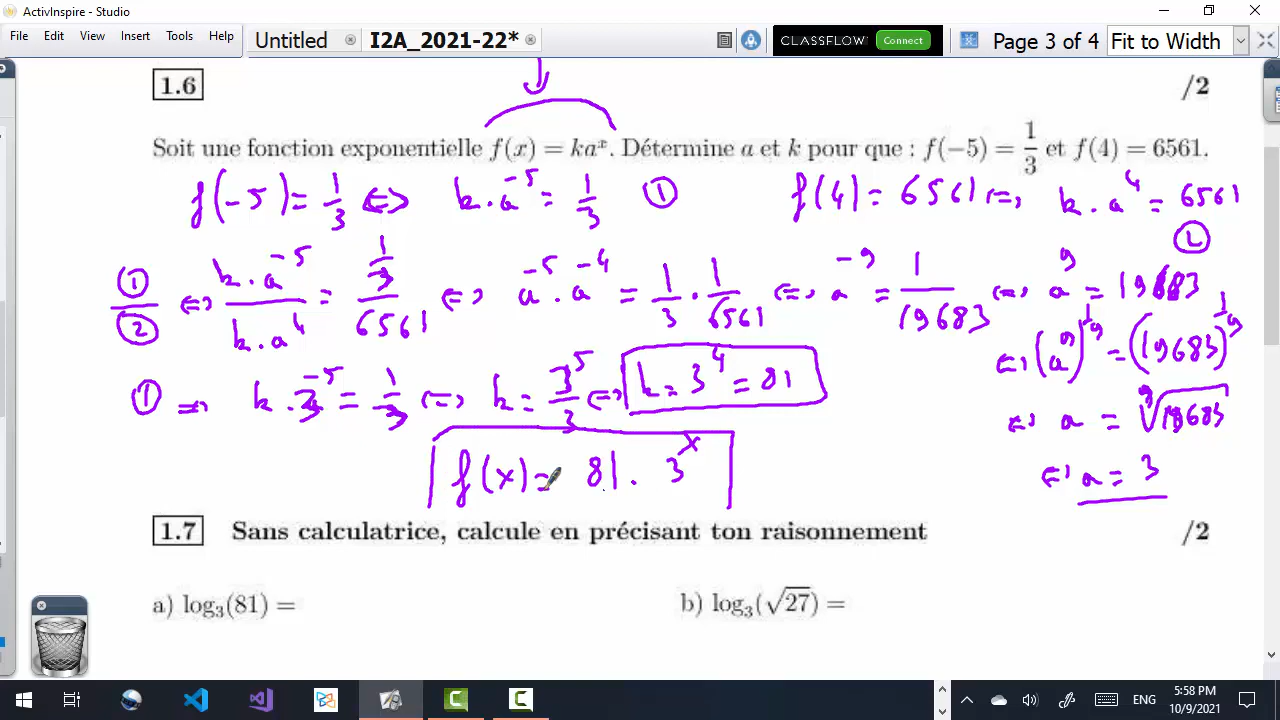 ActivInspire - Studio
File Edit View Insert Tools Help Untitled I2A_2021-22* CLASSFLOW Connect Page 3 of 4 Fit to Width
1.6 /2
Soit une fonction exponentielle f(x) = ka^x. Détermine a et k pour que : f(−5) = 1/3 et f(4) = 6561.
f(-5) = 1/3 ⇔ k·a^-5 = 1/3 ① f(4) = 6561 ⇔ k·a^4 = 6561 ②
①/② ⇔ (k·a^-5)/(k·a^4) = (1/3)/6561 ⇔ a^-5·a^-4 = 1/3 · 1/6561 ⇔ a^-9 = 1/19683 ⇔ a^9 = 19683
⇔ (a^9)^(1/9) = (19683)^(1/9)
① ⇒ k·3^-5 = 1/3 ⇔ k = 3^5/3 ⇔ k = 3^4 = 81
⇔ a = ⁹√19683
f(x) = 81 . 3^x
⇔ a = 3
1.7 Sans calculatrice, calcule en précisant ton raisonnement /2
a) log₃(81) = b) log₃(√27) =
ENG 5:58 PM
10/9/2021